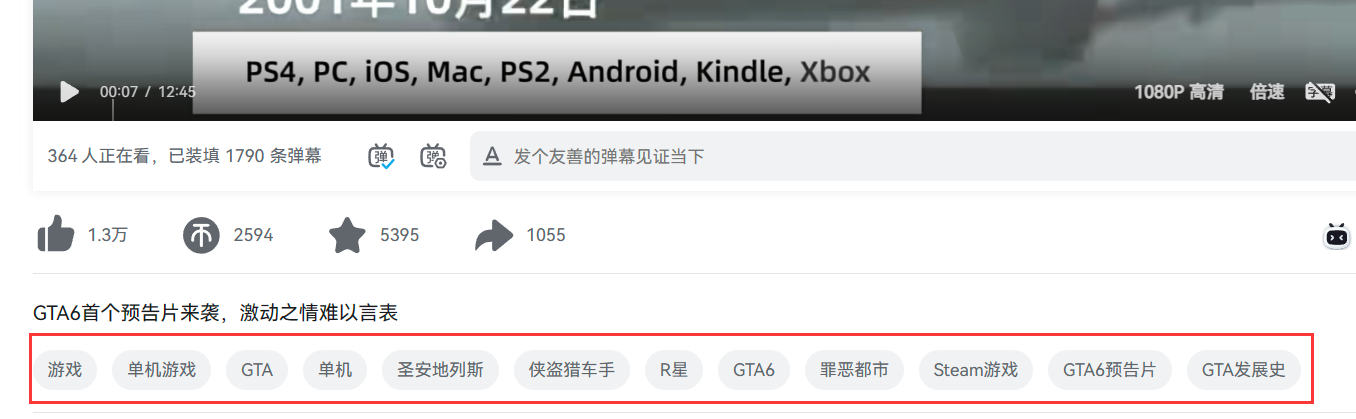 2001年10月22日
PS4, PC, iOS, Mac, PS2, Android, Kindle, Xbox
00:07 / 12:45 1080P 高清 倍速 字幕
364 人正在看，已装填 1790 条弹幕 弹 弹 A 发个友善的弹幕见证当下
1.3万 2594 5395 1055
GTA6首个预告片来袭，激动之情难以言表
游戏 单机游戏 GTA 单机 圣安地列斯 侠盗猎车手 R星 GTA6 罪恶都市 Steam游戏 GTA6预告片 GTA发展史